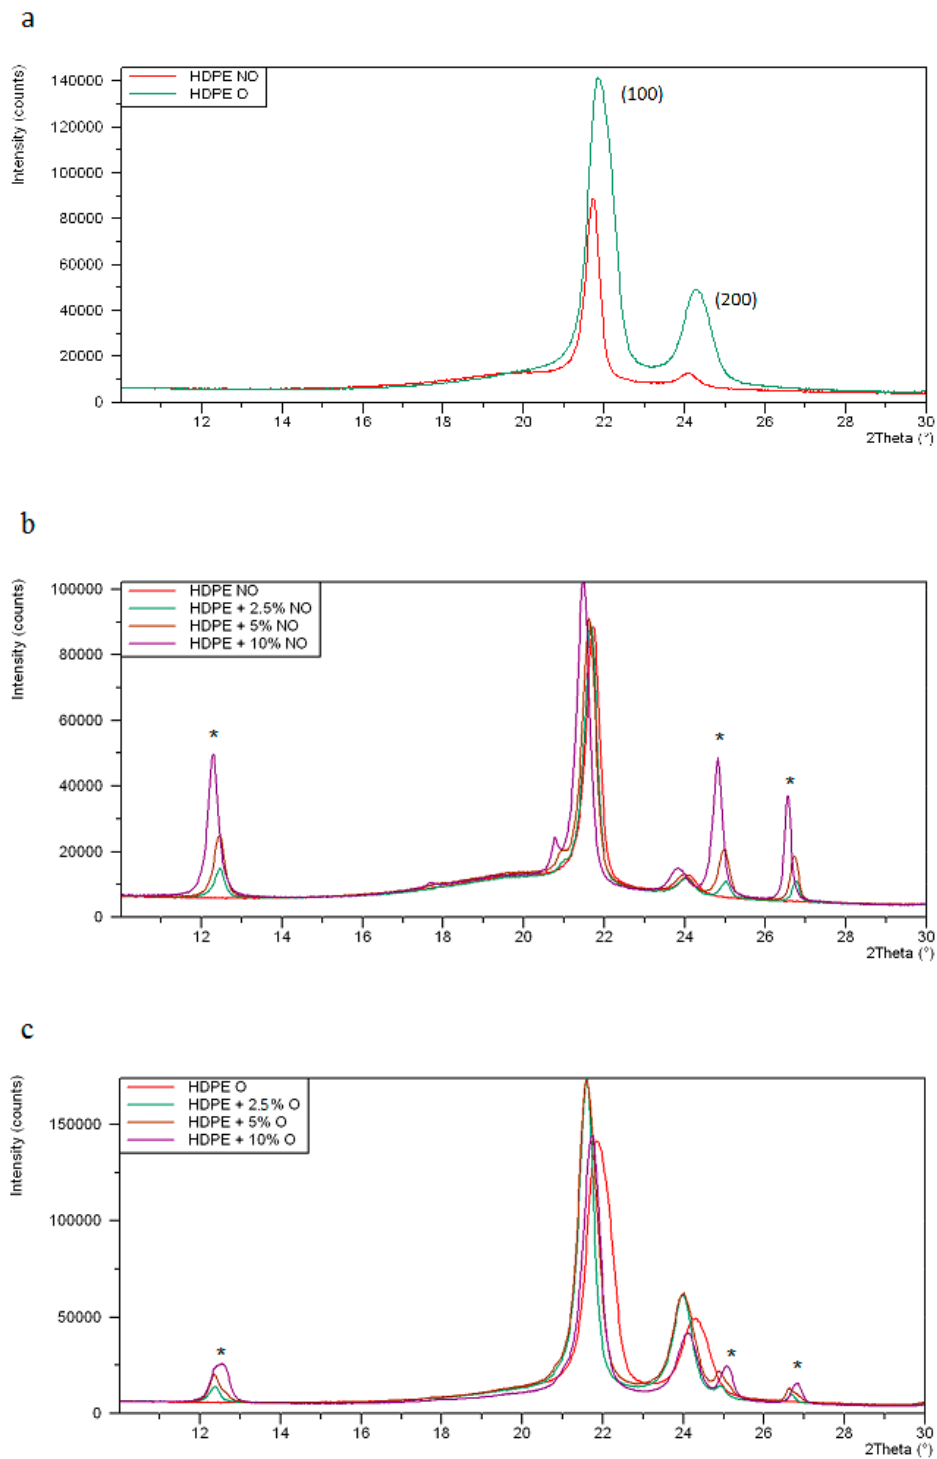 a
HDPE NO
HDPE O
Intensity (counts)
140000
120000
100000
80000
60000
40000
20000
0
(100)
(200)
12 14 16 18 20 22 24 26 28 30
2Theta (°)
b
HDPE NO
HDPE + 2.5% NO
HDPE + 5% NO
HDPE + 10% NO
Intensity (counts)
100000
80000
60000
40000
20000
0
* * *
12 14 16 18 20 22 24 26 28 30
2Theta (°)
c
HDPE O
HDPE + 2.5% O
HDPE + 5% O
HDPE + 10% O
Intensity (counts)
150000
100000
50000
0
* * *
12 14 16 18 20 22 24 26 28 30
2Theta (°)